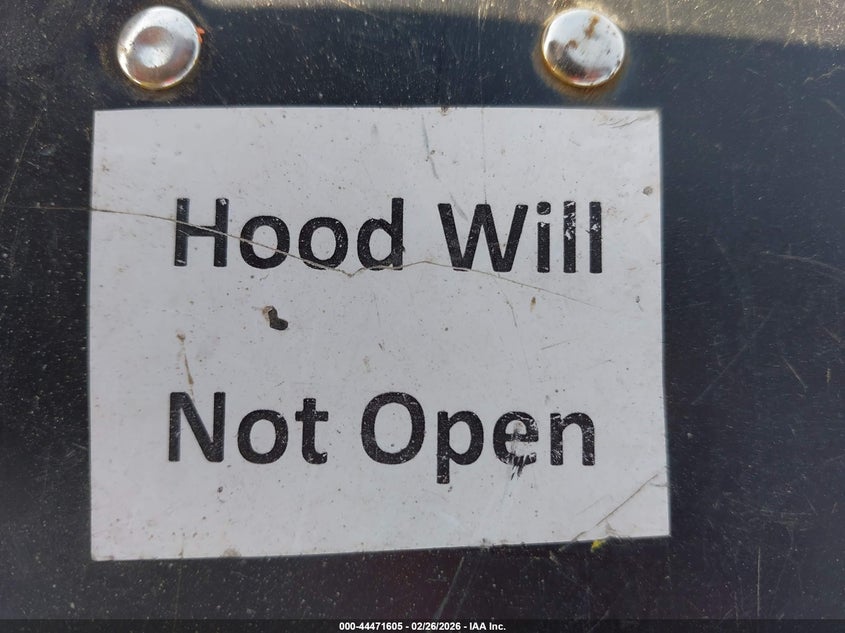 Hood Will
Not Open
000-44471605 - 02/26/2026 - IAA Inc.